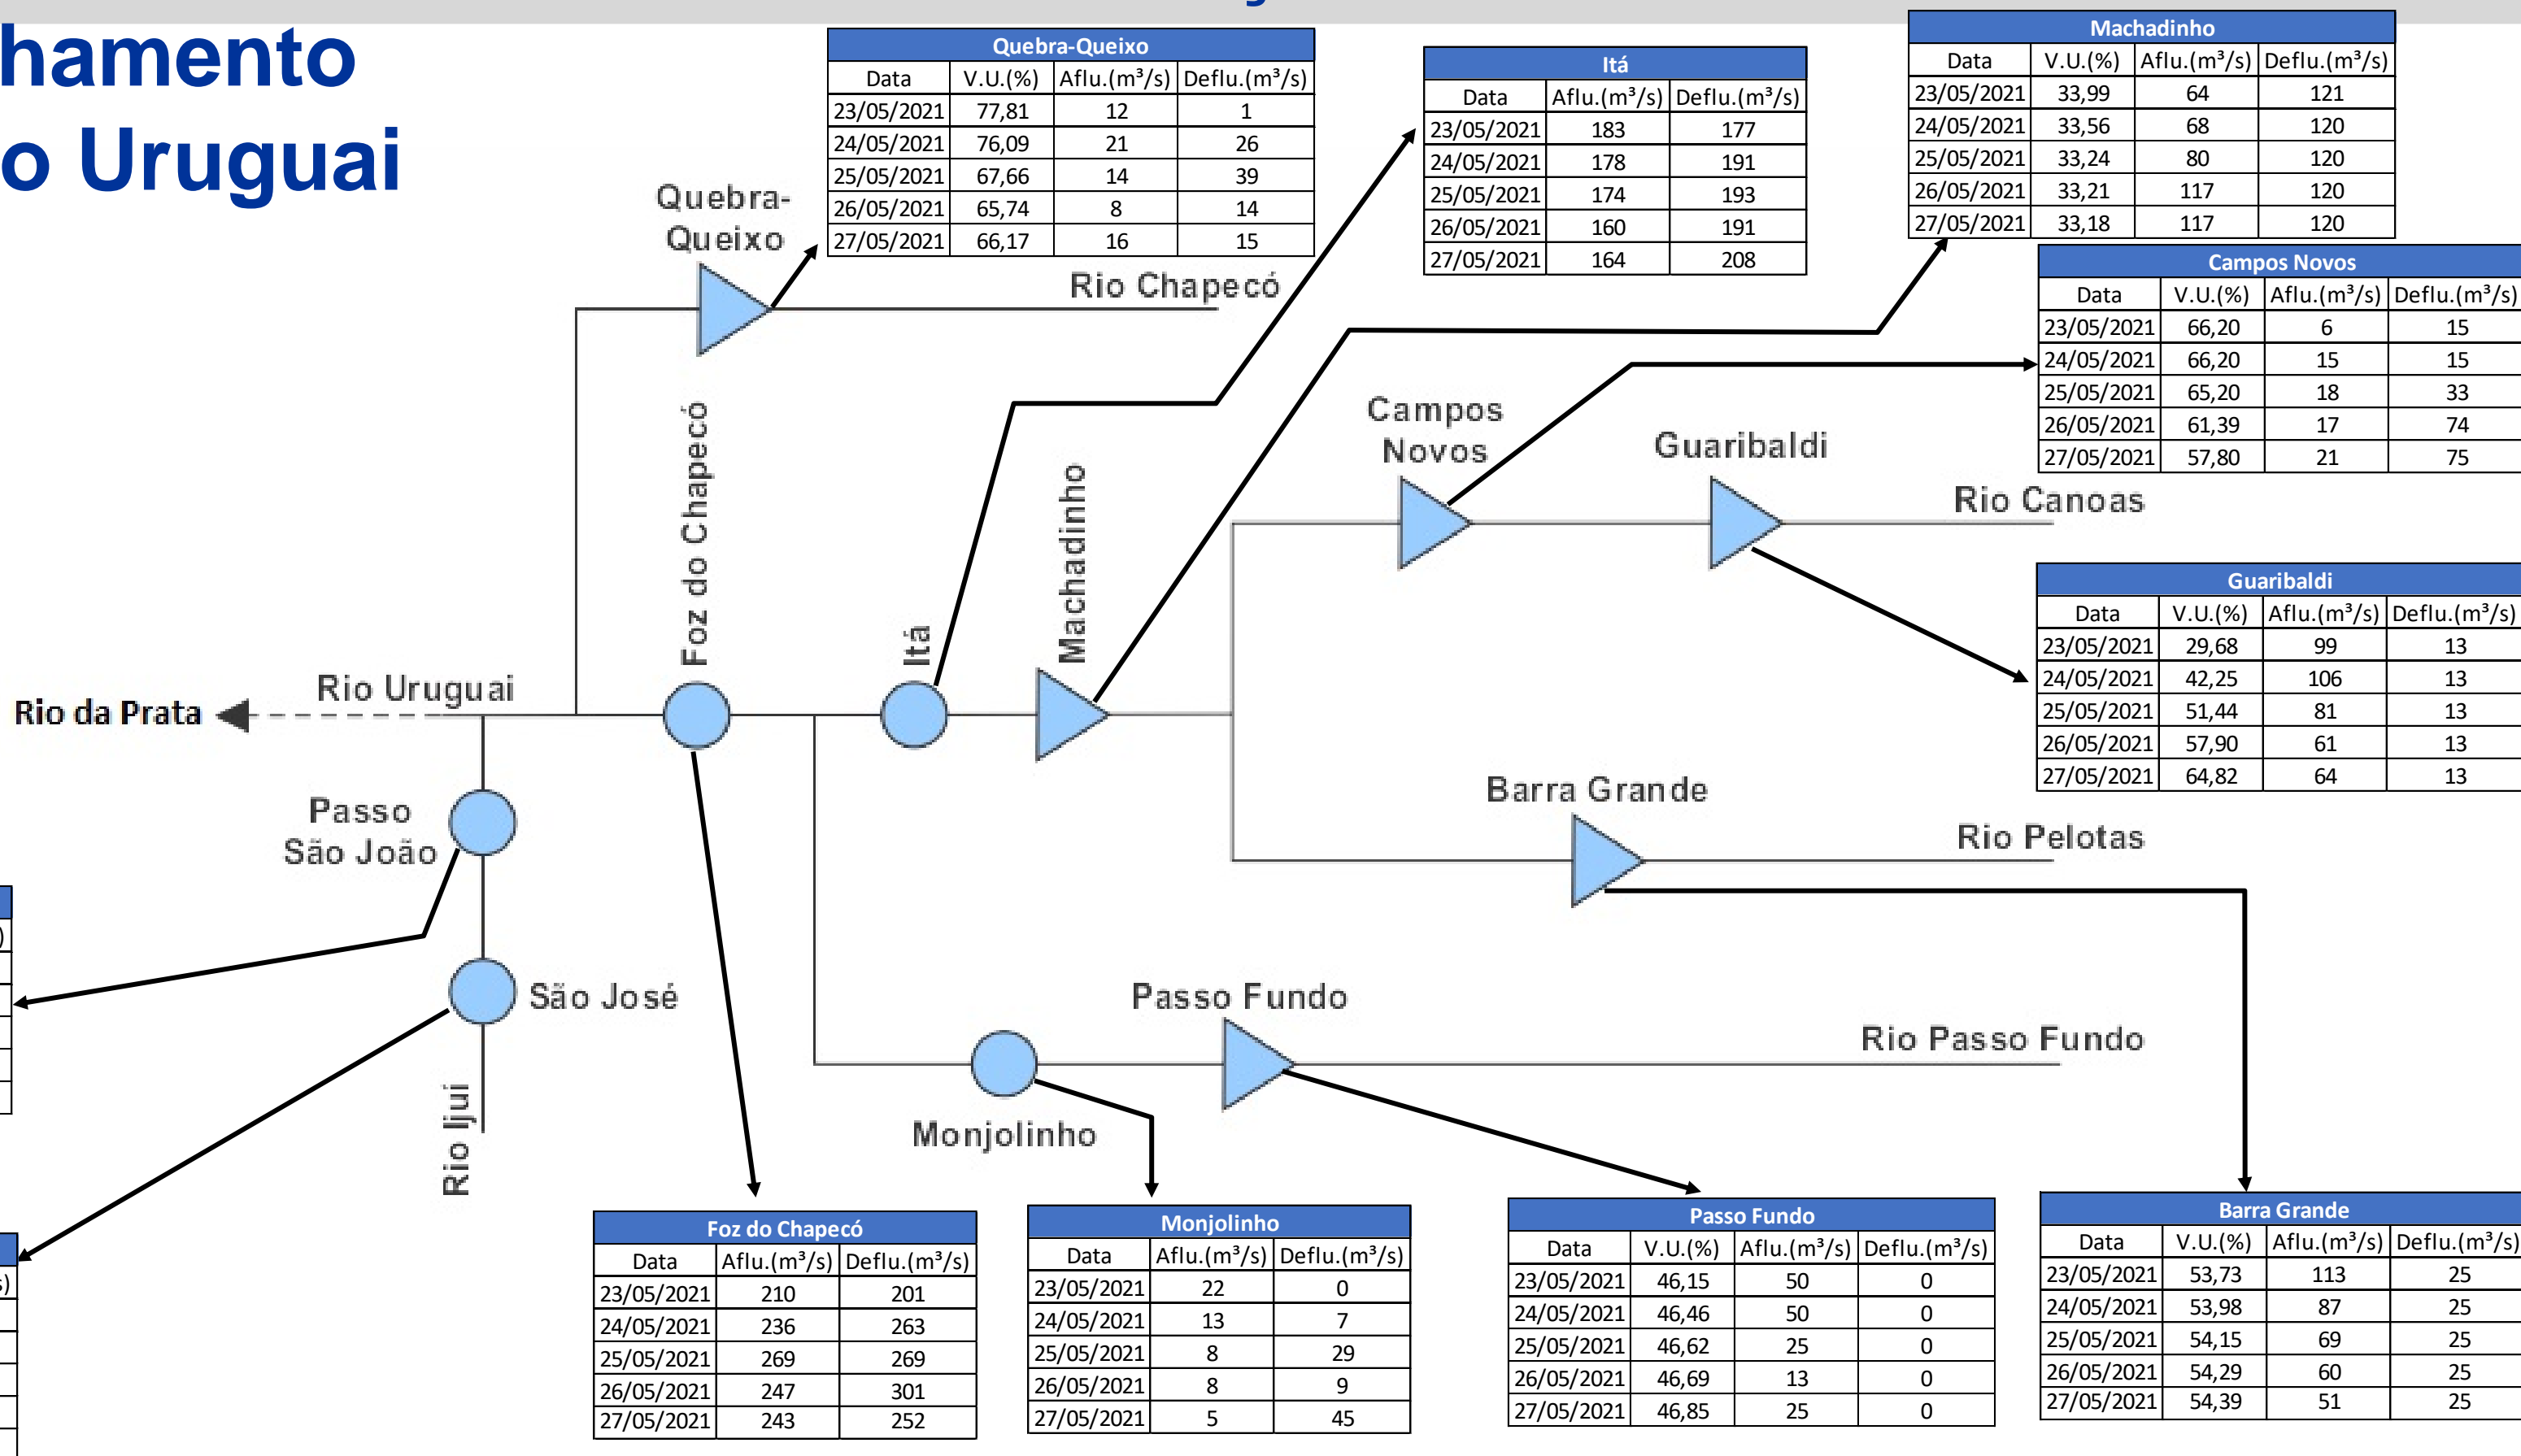 hamento
o Uruguai
Quebra-Queixo
Data V.U.(%) Aflu.(m³/s) Deflu.(m³/s)
23/05/2021 77,81 12 1
24/05/2021 76,09 21 26
25/05/2021 67,66 14 39
26/05/2021 65,74 8 14
27/05/2021 66,17 16 15
Itá
Data Aflu.(m³/s) Deflu.(m³/s)
23/05/2021 183 177
24/05/2021 178 191
25/05/2021 174 193
26/05/2021 160 191
27/05/2021 164 208
Machadinho
Data V.U.(%) Aflu.(m³/s) Deflu.(m³/s)
23/05/2021 33,99 64 121
24/05/2021 33,56 68 120
25/05/2021 33,24 80 120
26/05/2021 33,21 117 120
27/05/2021 33,18 117 120
Campos Novos
Data V.U.(%) Aflu.(m³/s) Deflu.(m³/s)
23/05/2021 66,20 6 15
24/05/2021 66,20 15 15
25/05/2021 65,20 18 33
26/05/2021 61,39 17 74
27/05/2021 57,80 21 75
Quebra-
Queixo
Rio Chapecó
Foz do Chapecó
Itá
Machadinho
Campos
Novos
Guaribaldi
Rio Canoas
Guaribaldi
Data V.U.(%) Aflu.(m³/s) Deflu.(m³/s)
23/05/2021 29,68 99 13
24/05/2021 42,25 106 13
25/05/2021 51,44 81 13
26/05/2021 57,90 61 13
27/05/2021 64,82 64 13
Rio da Prata
Rio Uruguai
Passo
São João
Barra Grande
Rio Pelotas
São José
Passo Fundo
Rio Passo Fundo
Monjolinho
Rio Ijui
Foz do Chapecó
Data Aflu.(m³/s) Deflu.(m³/s)
23/05/2021 210 201
24/05/2021 236 263
25/05/2021 269 269
26/05/2021 247 301
27/05/2021 243 252
Monjolinho
Data Aflu.(m³/s) Deflu.(m³/s)
23/05/2021 22 0
24/05/2021 13 7
25/05/2021 8 29
26/05/2021 8 9
27/05/2021 5 45
Passo Fundo
Data V.U.(%) Aflu.(m³/s) Deflu.(m³/s)
23/05/2021 46,15 50 0
24/05/2021 46,46 50 0
25/05/2021 46,62 25 0
26/05/2021 46,69 13 0
27/05/2021 46,85 25 0
Barra Grande
Data V.U.(%) Aflu.(m³/s) Deflu.(m³/s)
23/05/2021 53,73 113 25
24/05/2021 53,98 87 25
25/05/2021 54,15 69 25
26/05/2021 54,29 60 25
27/05/2021 54,39 51 25